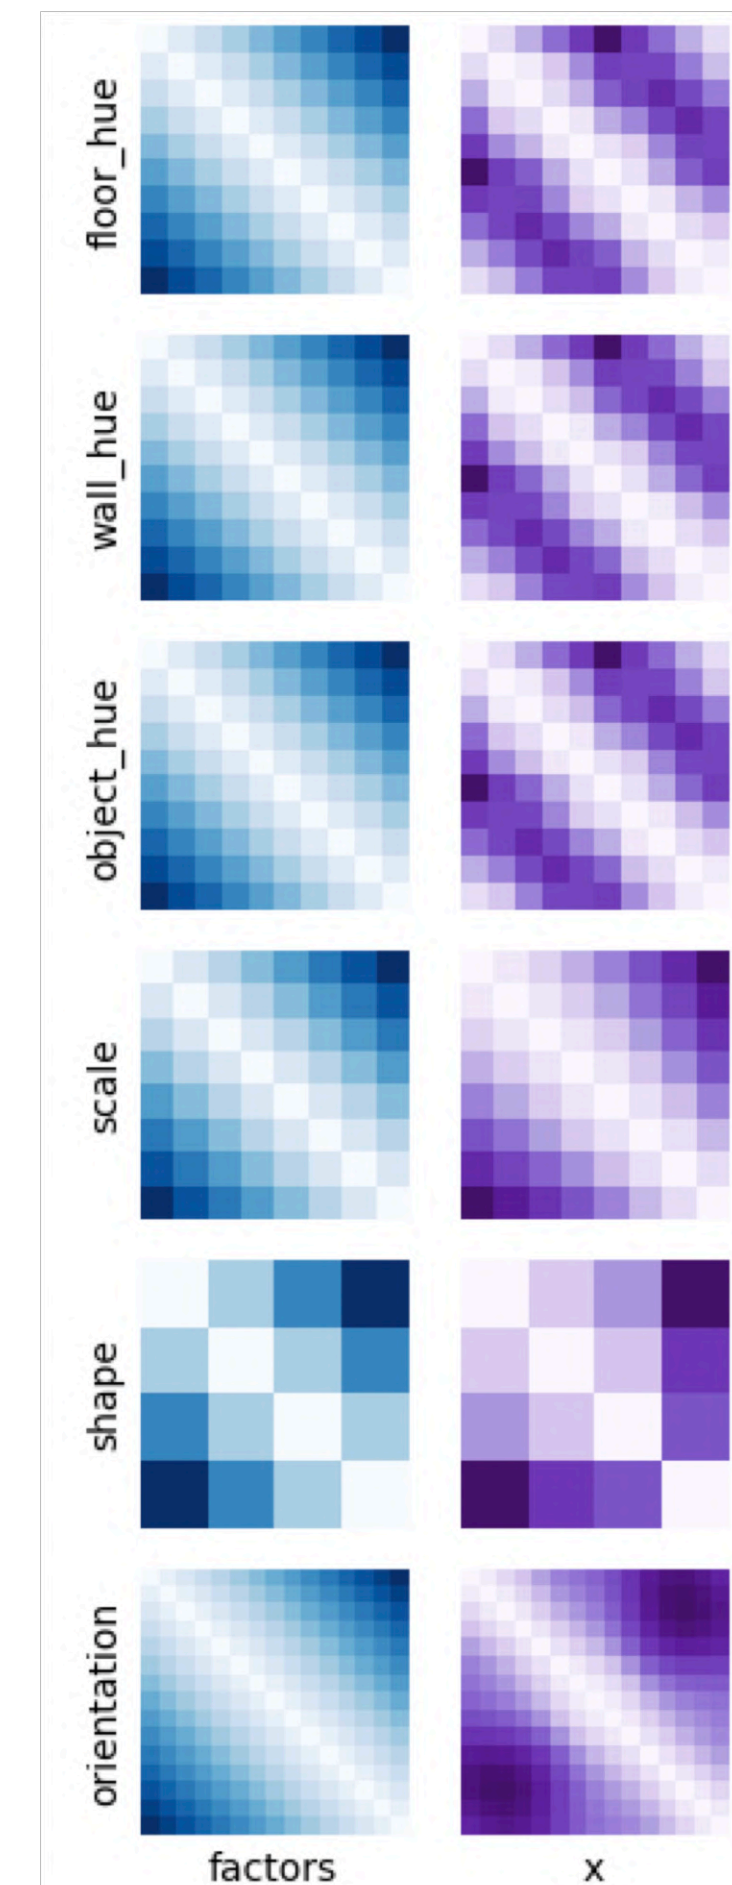 floor_hue
wall_hue
object_hue
scale
shape
orientation
factors
x